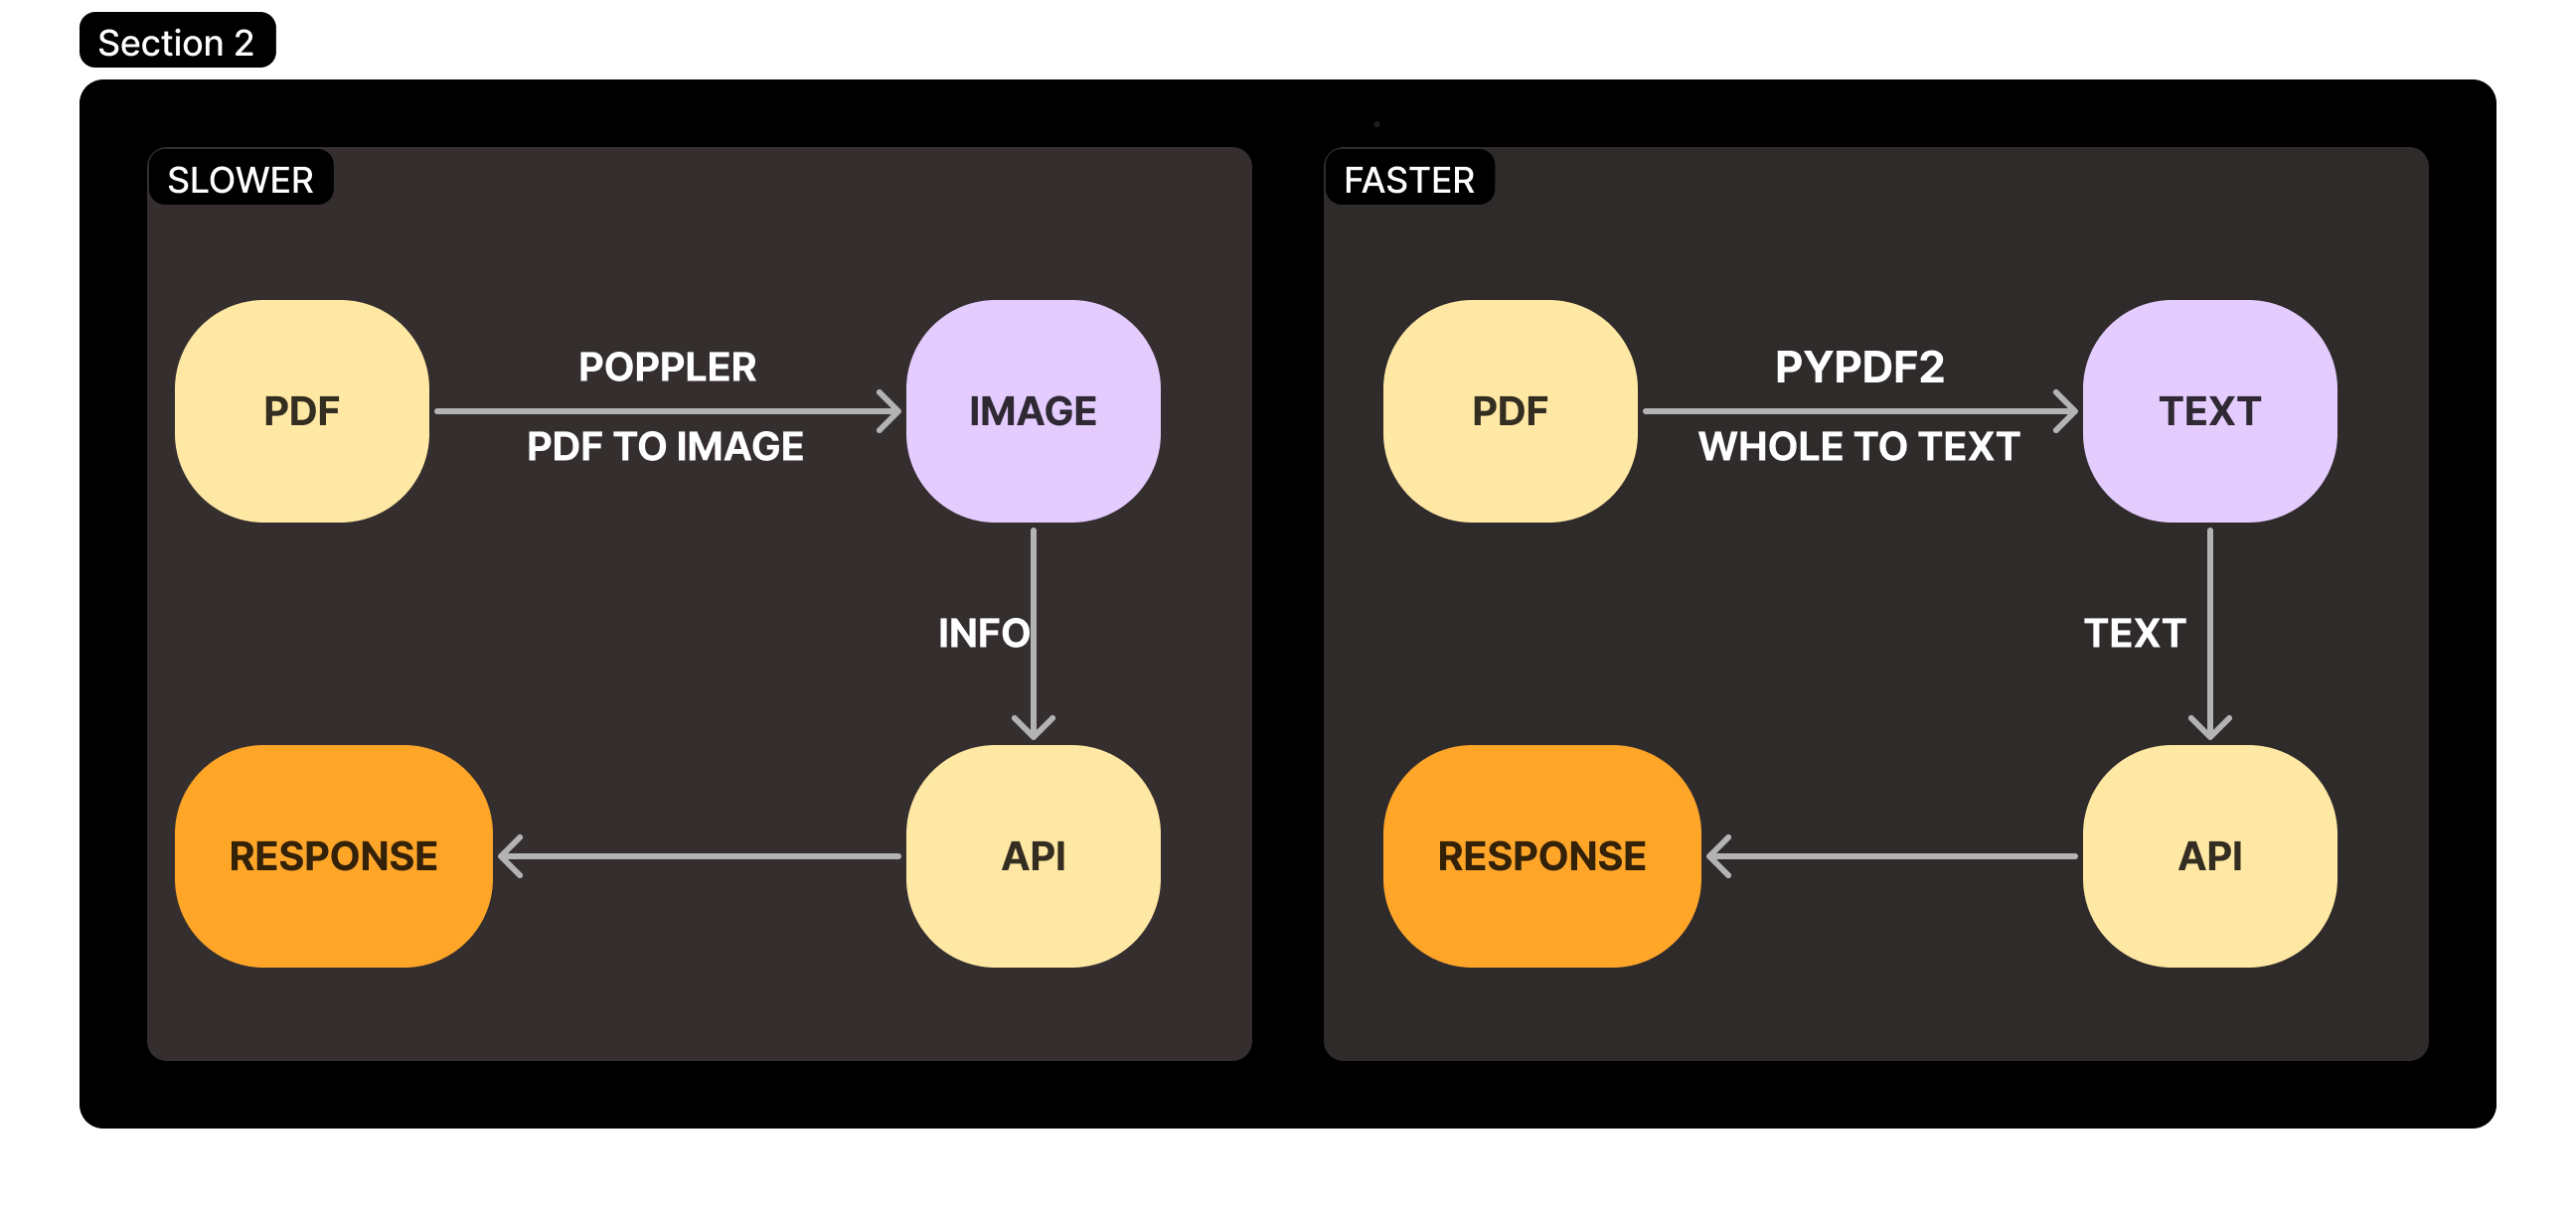 Section 2
SLOWER
PDF
POPPLER
PDF TO IMAGE
IMAGE
INFO
RESPONSE
API
FASTER
PDF
PYPDF2
WHOLE TO TEXT
TEXT
TEXT
RESPONSE
API